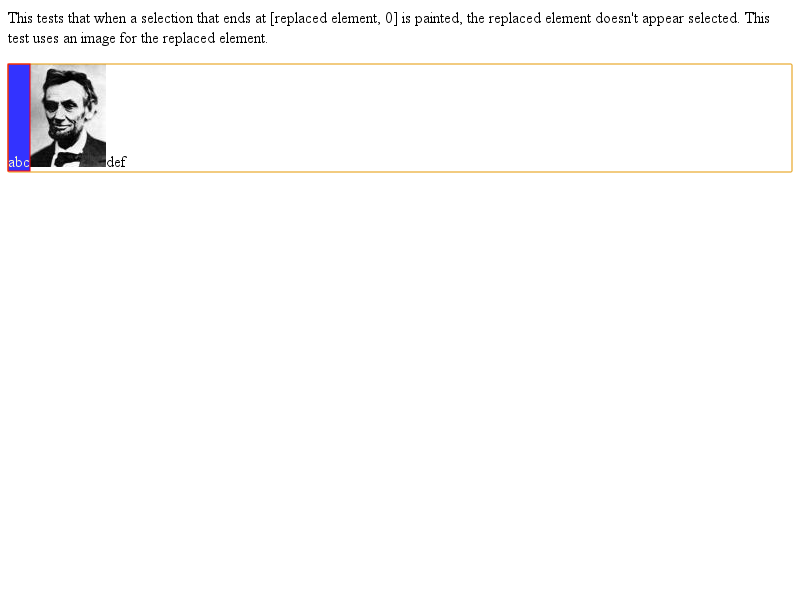 This tests that when a selection that ends at [replaced element, 0] is painted, the replaced element doesn't appear selected. This
test uses an image for the replaced element.
abc def